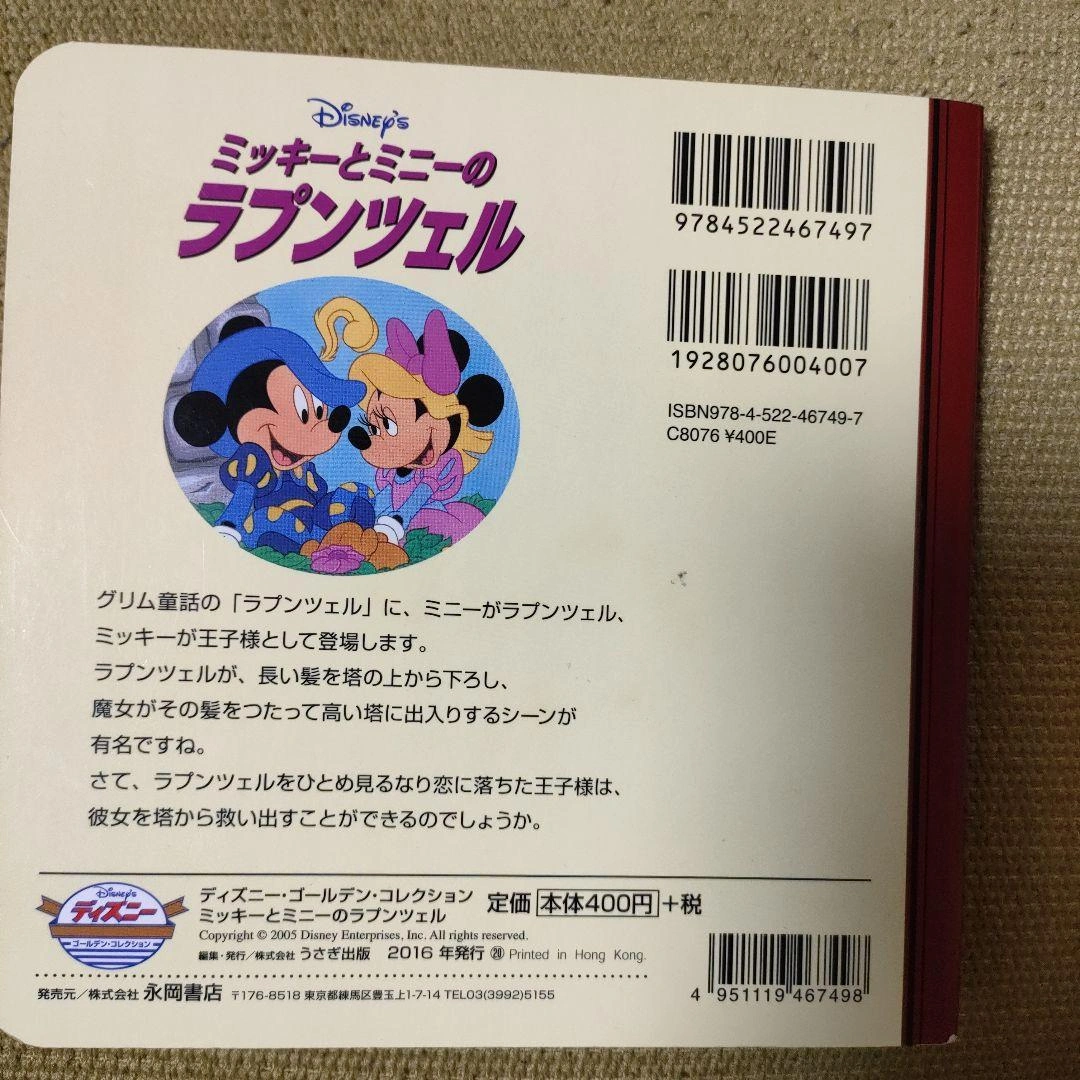 DISNEY'S
ミッキーとミニーの
ラプンツェル
9784522467497
1928076004007
ISBN978-4-522-46749-7
C8076 ¥400E
グリム童話の「ラプンツェル」に、ミニーがラプンツェル、
ミッキーが王子様として登場します。
ラプンツェルが、長い髪を塔の上から下ろし、
魔女がその髪をつたって高い塔に出入りするシーンが
有名ですね。
さて、ラプンツェルをひとめ見るなり恋に落ちた王子様は、
彼女を塔から救い出すことができるのでしょうか。
DISNEY'S
ディズニー
ゴールデン・コレクション
ディズニー・ゴールデン・コレクション
ミッキーとミニーのラプンツェル
定価 本体400円+税
Copyright © 2005 Disney Enterprises, Inc. All rights reserved.
編集・発行/株式会社 うさぎ出版 2016年発行 ⑳ Printed in Hong Kong.
発売元/株式会社 永岡書店 〒176-8518 東京都練馬区豊玉上1-7-14 TEL03(3992)5155
4 951119 467498